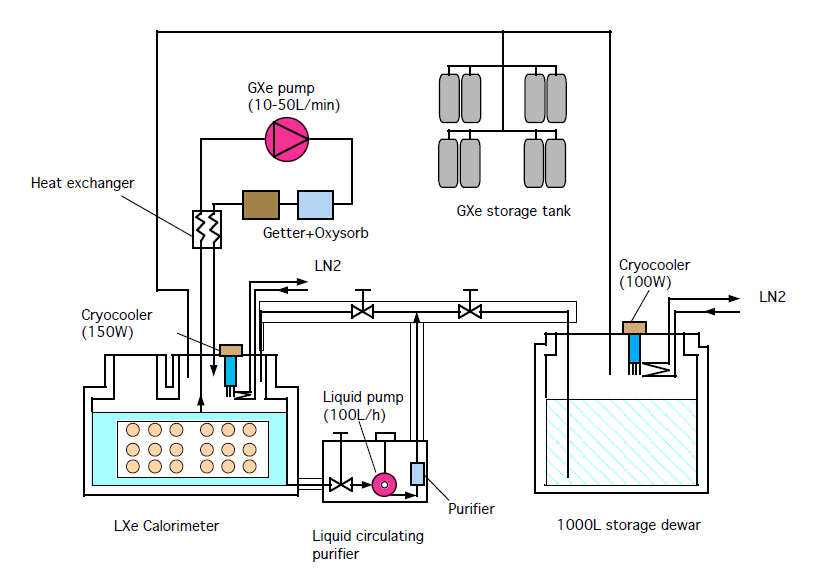 GXe pump
(10-50L/min)
Heat exchanger
GXe storage tank
Getter+Oxysorb
LN2
Cryocooler
(100W)
LN2
Cryocooler
(150W)
Liquid pump
(100L/h)
Purifier
LXe Calorimeter
Liquid circulating
purifier
1000L storage dewar